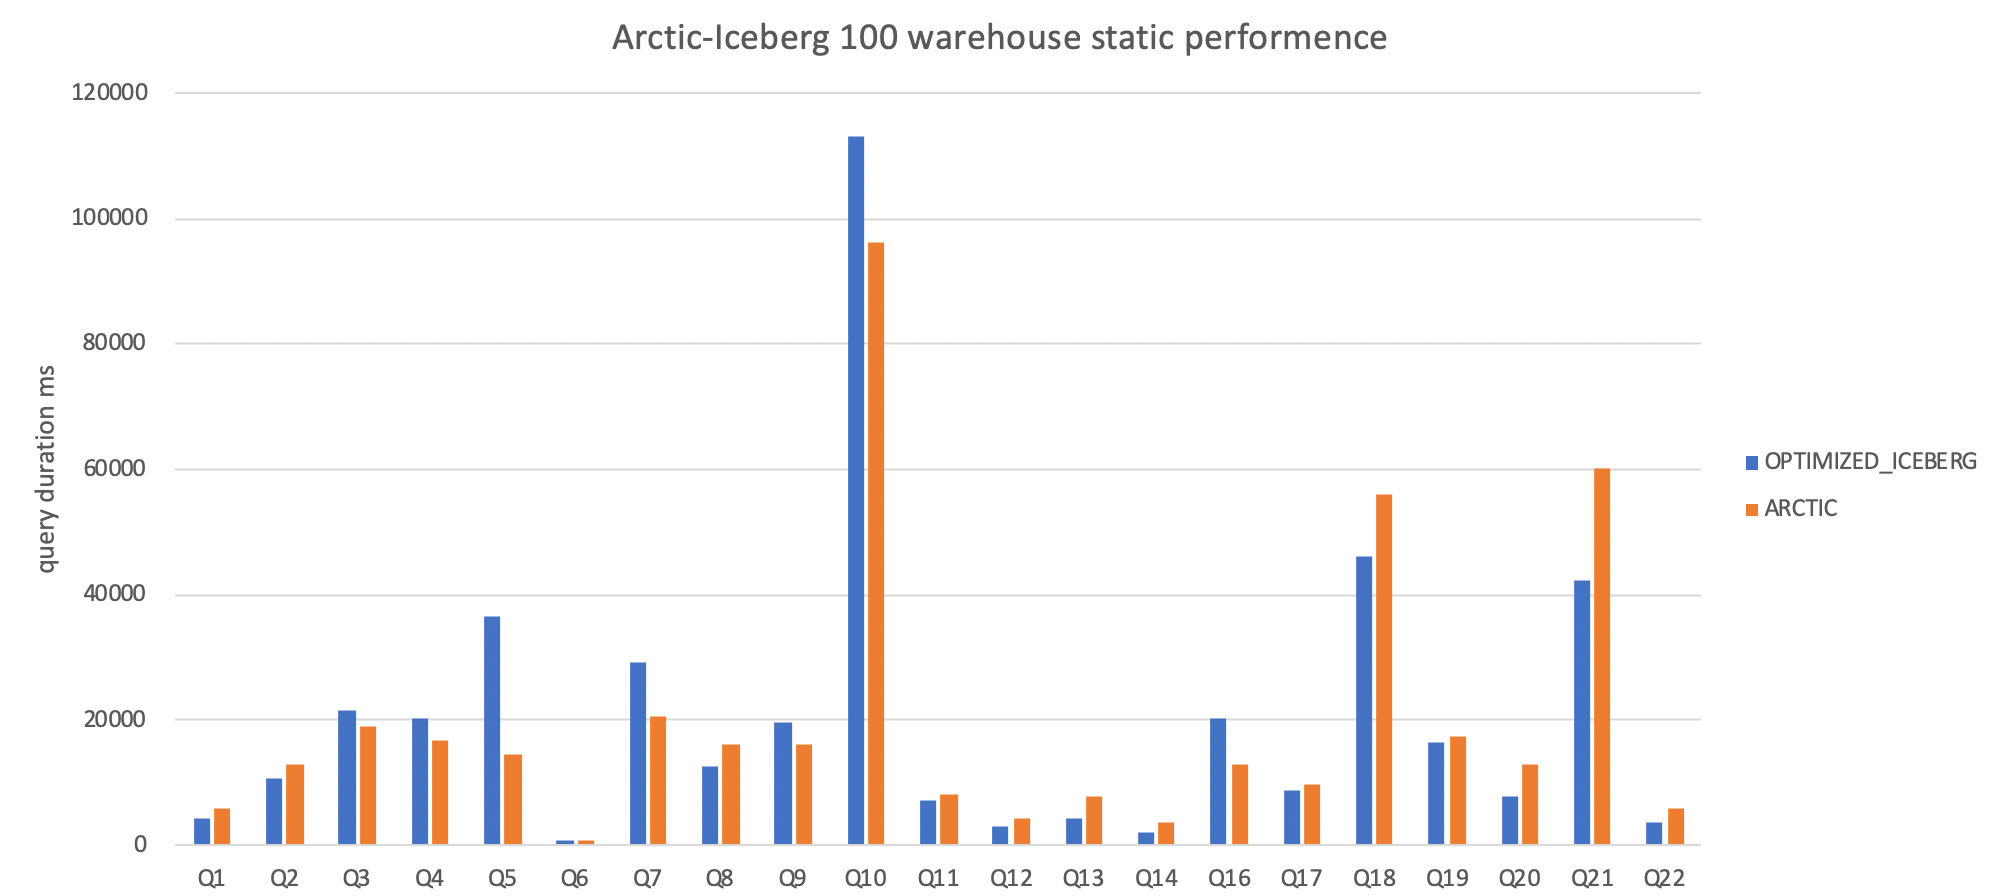 Arctic-Iceberg 100 warehouse static performence
120000
100000
80000
60000
40000
20000
0
query duration ms
Q1 Q2 Q3 Q4 Q5 Q6 Q7 Q8 Q9 Q10 Q11 Q12 Q13 Q14 Q16 Q17 Q18 Q19 Q20 Q21 Q22
OPTIMIZED_ICEBERG
ARCTIC